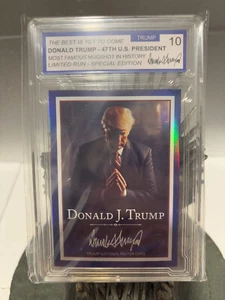 THE BEST IS YET TO COME
TRUMP
DONALD TRUMP - 47TH U.S. PRESIDENT
10
MOST FAMOUS MUGSHOT IN HISTORY
LIMITED RUN - SPECIAL EDITION
DONALD J. TRUMP